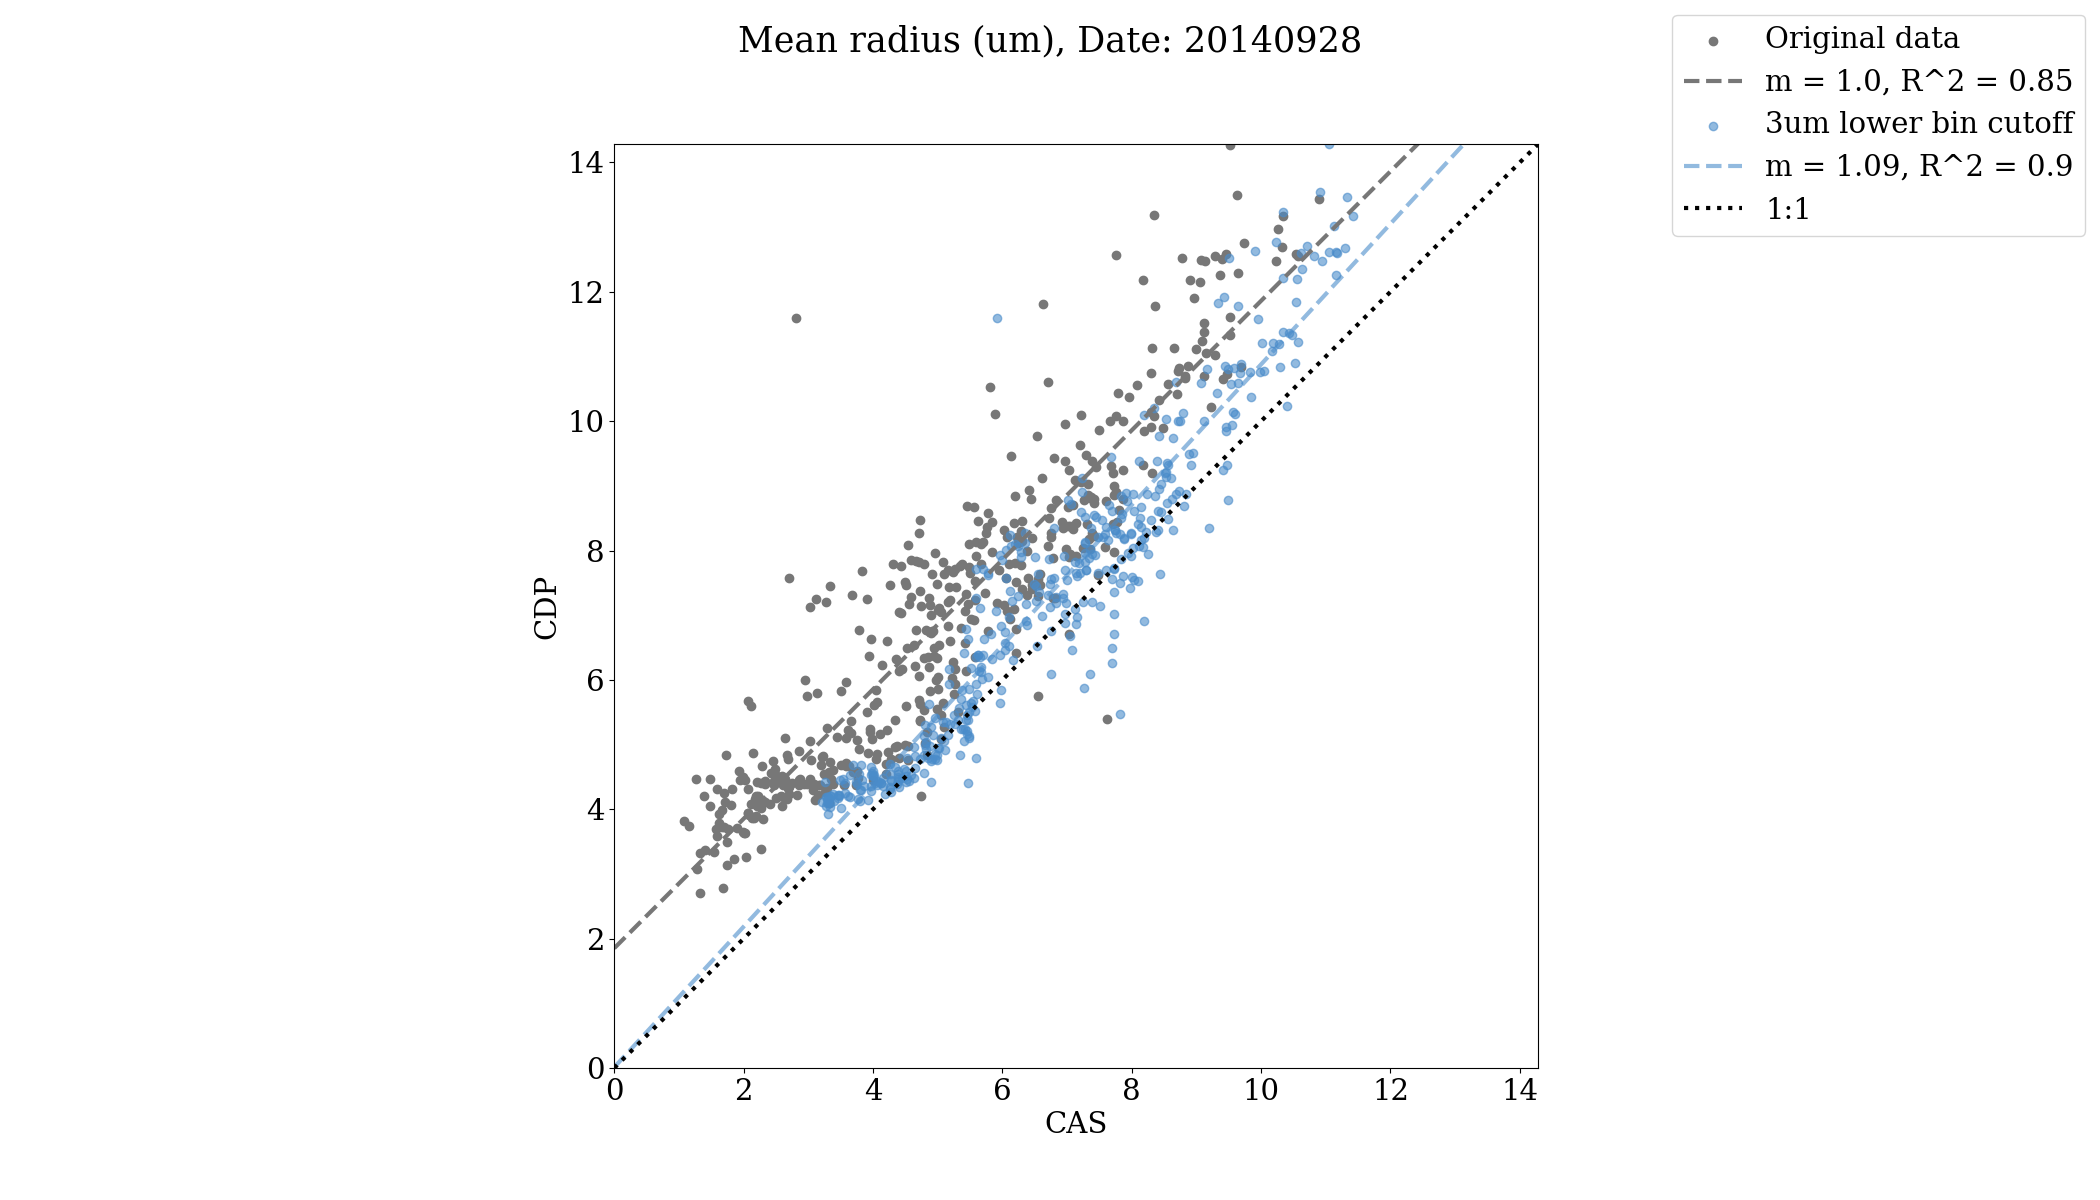 Mean radius (um), Date: 20140928
Original data
m = 1.0, R^2 = 0.85
3um lower bin cutoff
m = 1.09, R^2 = 0.9
1:1
14
12
10
8
6
4
2
0
CDP
0 2 4 6 8 10 12 14
CAS